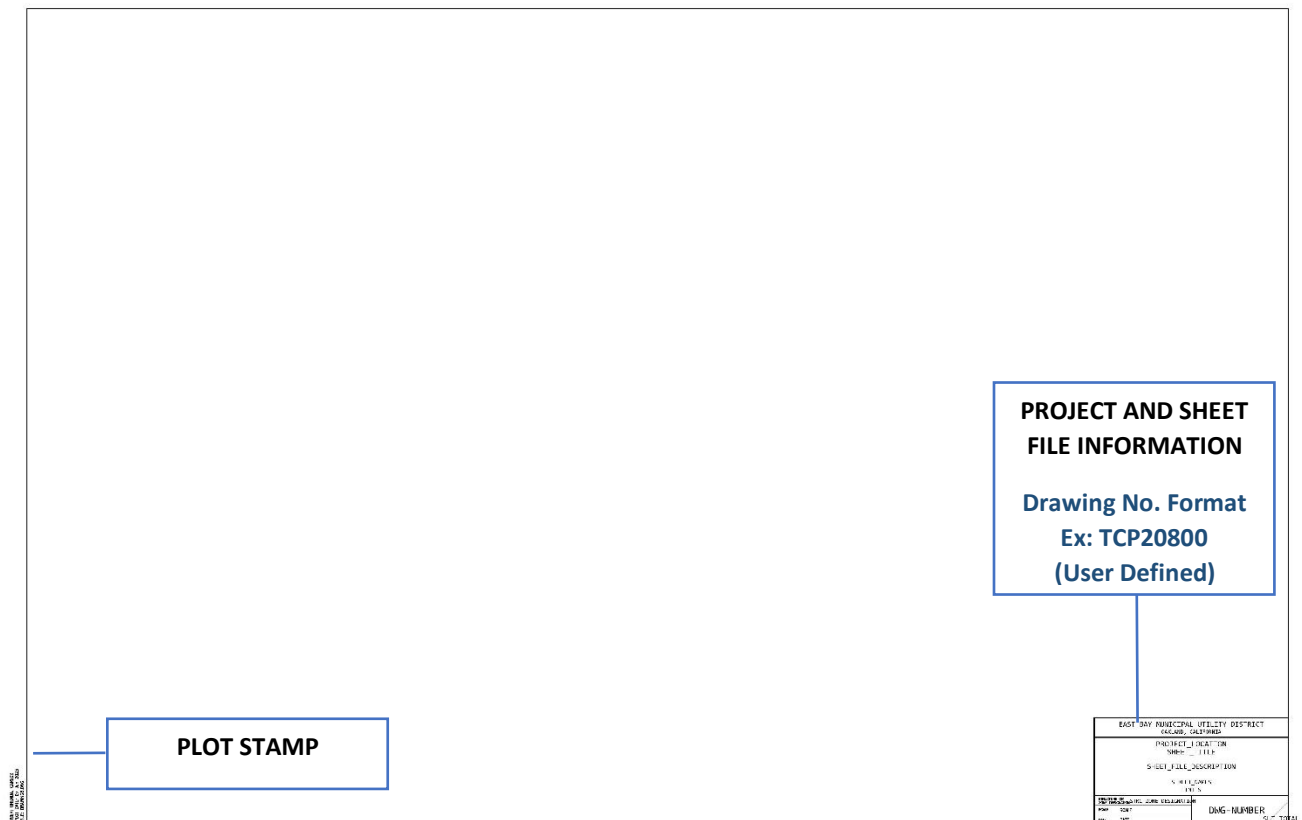 PROJECT AND SHEET
FILE INFORMATION
Drawing No. Format
Ex: TCP20800
(User Defined)
PLOT STAMP
EAST BAY MUNICIPAL UTILITY DISTRICT
OAKLAND, CALIFORNIA
PROJECT_LOCATION
SHEET_TITLE
SHEET_FILE_DESCRIPTION
DWG-NUMBER
TOTAL